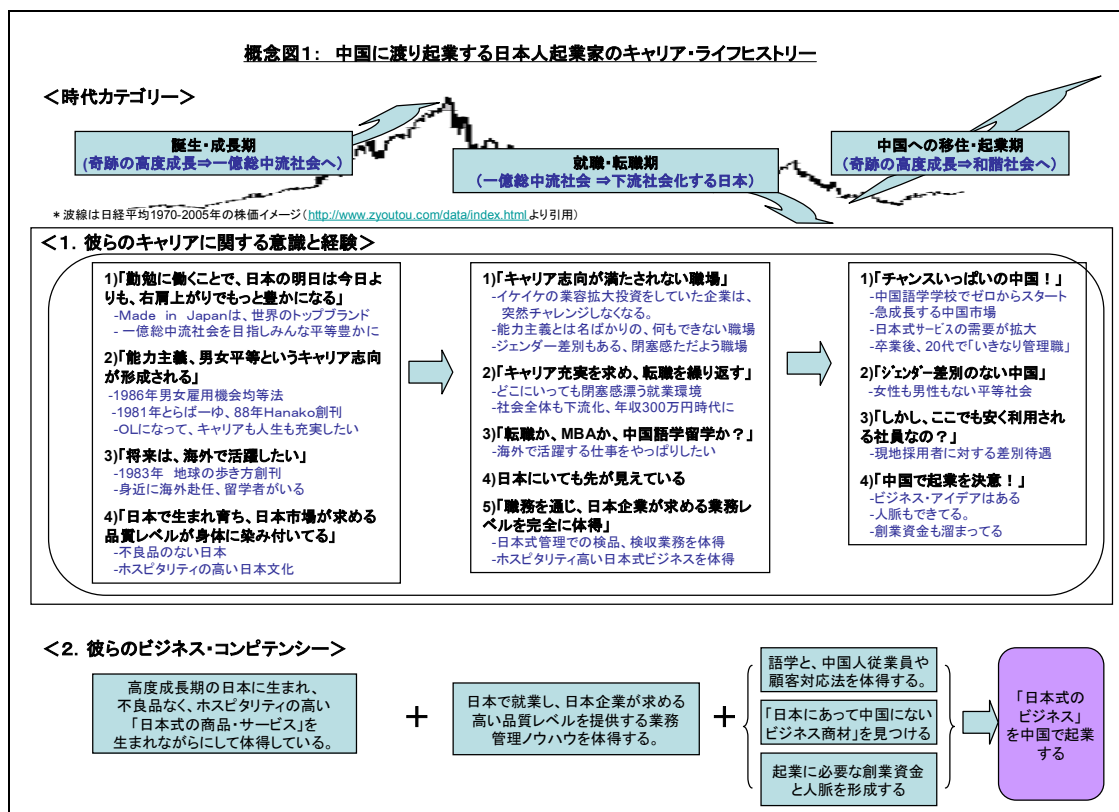 概念図1： 中国に渡り起業する日本人起業家のキャリア・ライフヒストリー
＜時代カテゴリー＞
誕生・成長期
(奇跡の高度成長⇒一億総中流社会へ)
就職・転職期
(一億総中流社会 ⇒下流社会化する日本)
中国への移住・起業期
(奇跡の高度成長⇒和諧社会へ)
＊波線は日経平均1970-2005年の株価イメージ（http://www.zyoutou.com/data/index.html より引用）
＜1．彼らのキャリアに関する意識と経験＞
1)「勤勉に働くことで、日本の明日は今日よ
りも、右肩上がりでもっと豊かになる」
-Made in Japanは、世界のトップブランド
- 一億総中流社会を目指しみんな平等豊かに
2)「能力主義、男女平等というキャリア志向
が形成される」
-1986年男女雇用機会均等法
-1981年とらばーゆ、88年Hanako創刊
-OLになって、キャリアも人生も充実したい
3)「将来は、海外で活躍したい」
-1983年 地球の歩き方創刊
-身近に海外赴任、留学者がいる
4)「日本で生まれ育ち、日本市場が求める
品質レベルが身体に染み付いてる」
-不良品のない日本
-ホスピタリティの高い日本文化
1)「キャリア志向が満たされない職場」
-イケイケの業容拡大投資をしていた企業は、
突然チャレンジしなくなる。
-能力主義とは名ばかりの、何もできない職場
-ジェンダー差別もある、閉塞感ただよう職場
2)「キャリア充実を求め、転職を繰り返す」
-どこにいっても閉塞感漂う就業環境
-社会全体も下流化、年収300万円時代に
3)「転職か、MBAか、中国語学留学か？」
-海外で活躍する仕事をやっぱりしたい
4)日本にいても先が見えている
5)「職務を通じ、日本企業が求める業務レ
ベルを完全に体得」
-日本式管理での検品、検収業務を体得
-ホスピタリティ高い日本式ビジネスを体得
1)「チャンスいっぱいの中国！」
-中国語学学校でゼロからスタート
-急成長する中国市場
-日本式サービスの需要が拡大
-卒業後、20代で「いきなり管理職」
2)「ジェンダー差別のない中国」
-女性も男性もない平等社会
3)「しかし、ここでも安く利用され
る社員なの？」
-現地採用者に対する差別待遇
4)「中国で起業を決意！」
-ビジネス・アイデアはある
-人脈もできてる。
-創業資金も溜まってる
＜2．彼らのビジネス・コンピテンシー＞
高度成長期の日本に生まれ、
不良品なく、ホスピタリティの高い
「日本式の商品・サービス」を
生まれながらにして体得している。
＋
日本で就業し、日本企業が求める
高い品質レベルを提供する業務
管理ノウハウを体得する。
＋
語学と、中国人従業員や
顧客対応法を体得する。
「日本にあって中国にない
ビジネス商材」を見つける
起業に必要な創業資金
と人脈を形成する
「日本式の
ビジネス」
を中国で起業
する